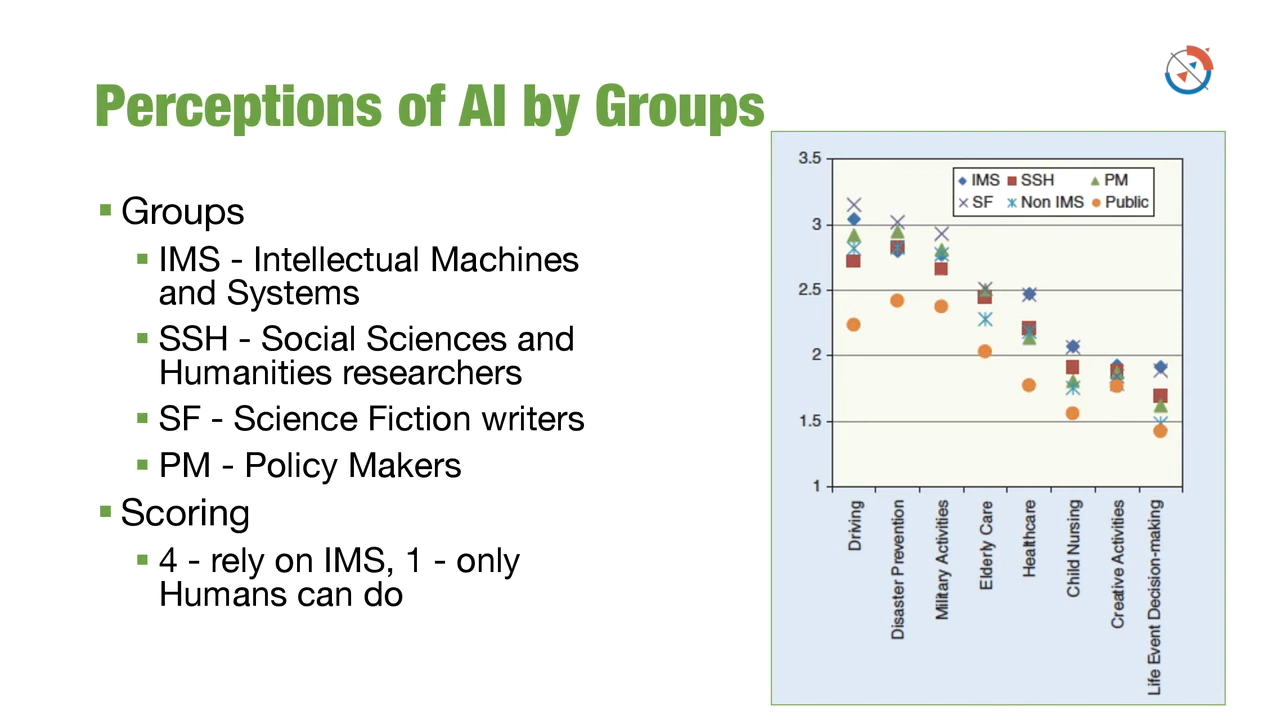 Perceptions of AI by Groups
Groups
IMS - Intellectual Machines
and Systems
SSH - Social Sciences and
Humanities researchers
SF - Science Fiction writers
PM - Policy Makers
Scoring
4 - rely on IMS, 1 - only
Humans can do
3.5
3
2.5
2
1.5
1
IMS SSH PM
SF Non IMS Public
Driving
Disaster Prevention
Military Activities
Elderly Care
Healthcare
Child Nursing
Creative Activities
Life Event Decision-making